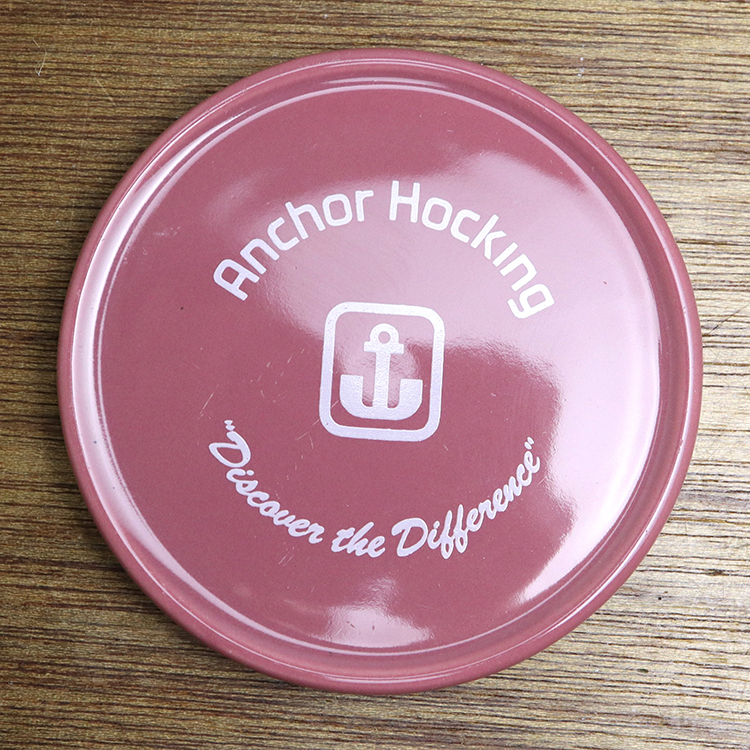 Anchor Hocking
"Discover the Difference"